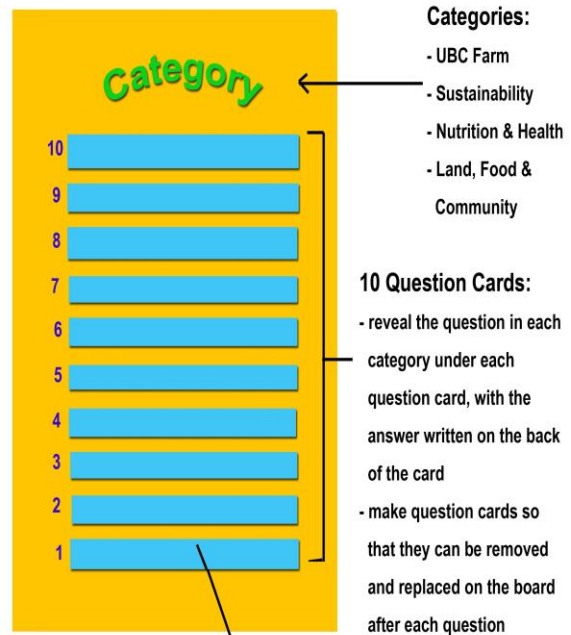 Category
10
9
8
7
6
5
4
3
2
1
Categories:
- UBC Farm
- Sustainability
- Nutrition & Health
- Land, Food &
Community
10 Question Cards:
- reveal the question in each
category under each
question card, with the
answer written on the back
of the card
- make question cards so
that they can be removed
and replaced on the board
after each question